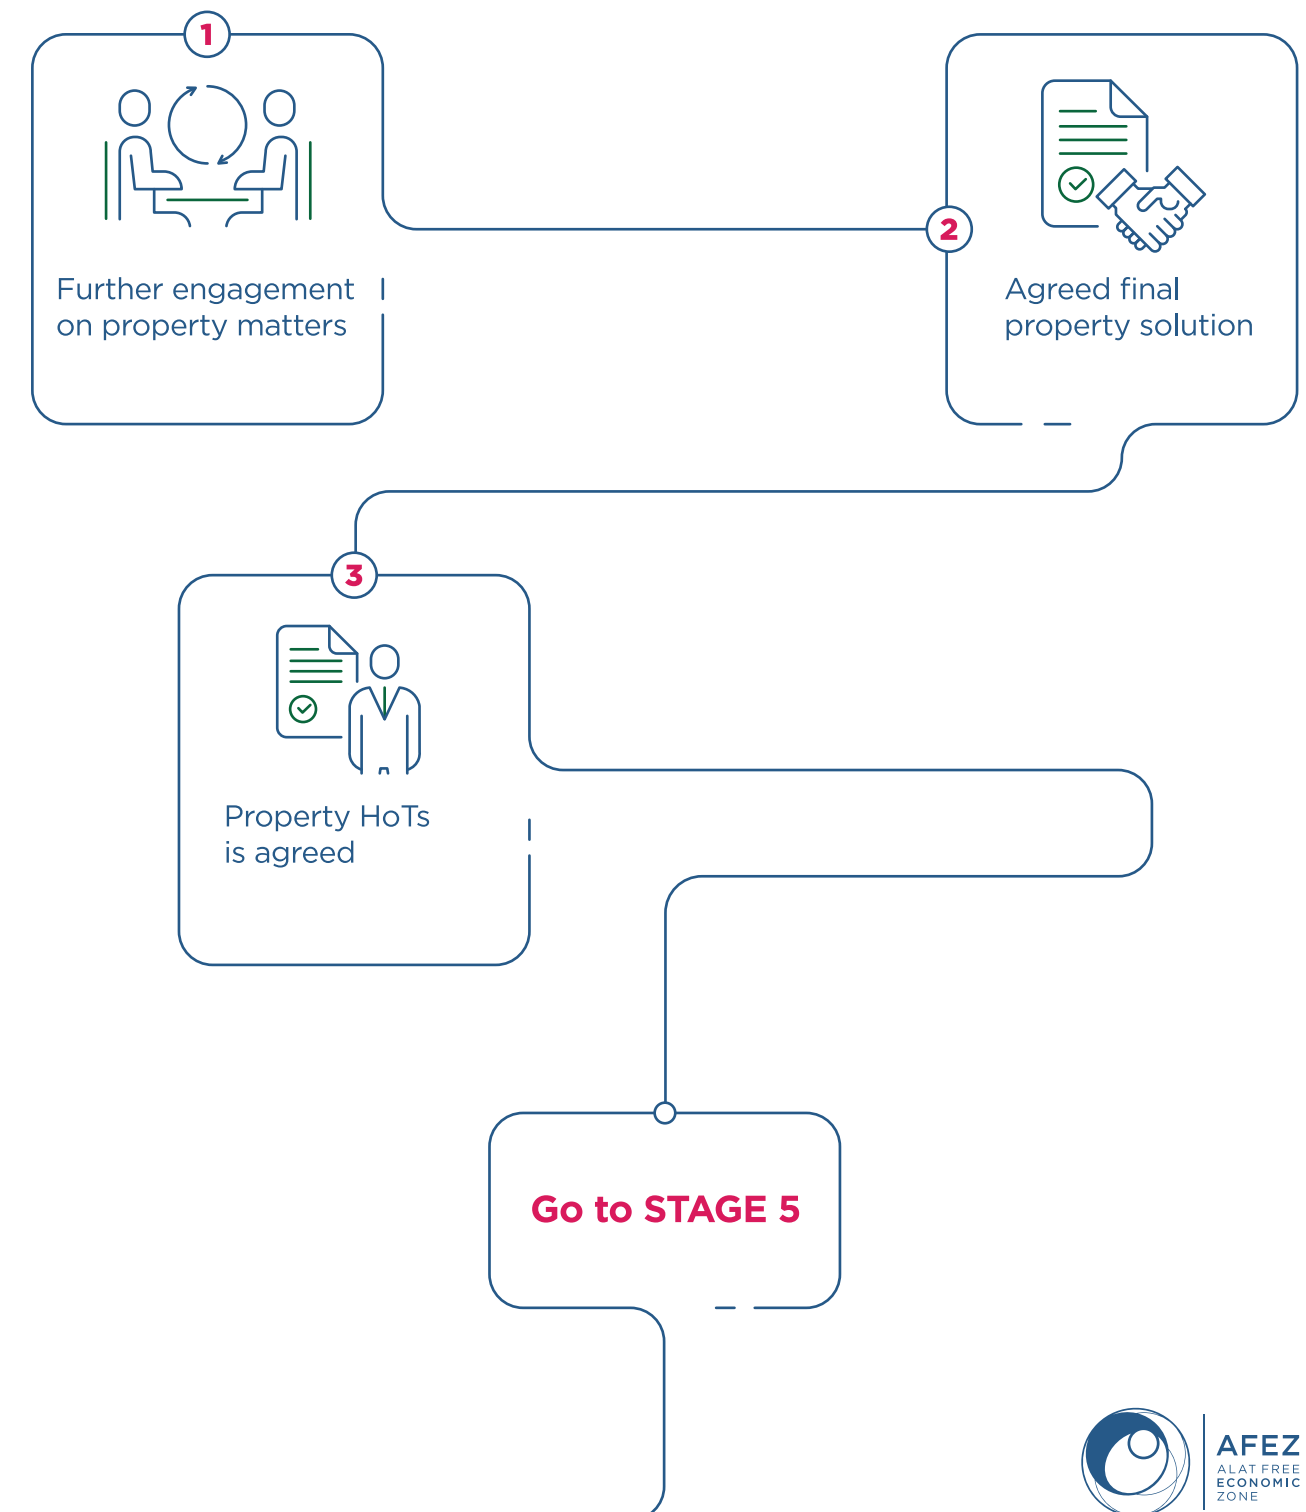 1
Further engagement
on property matters
2
Agreed final
property solution
3
Property HoTs
is agreed
Go to STAGE 5
AFEZ
ALAT FREE
ECONOMIC
ZONE